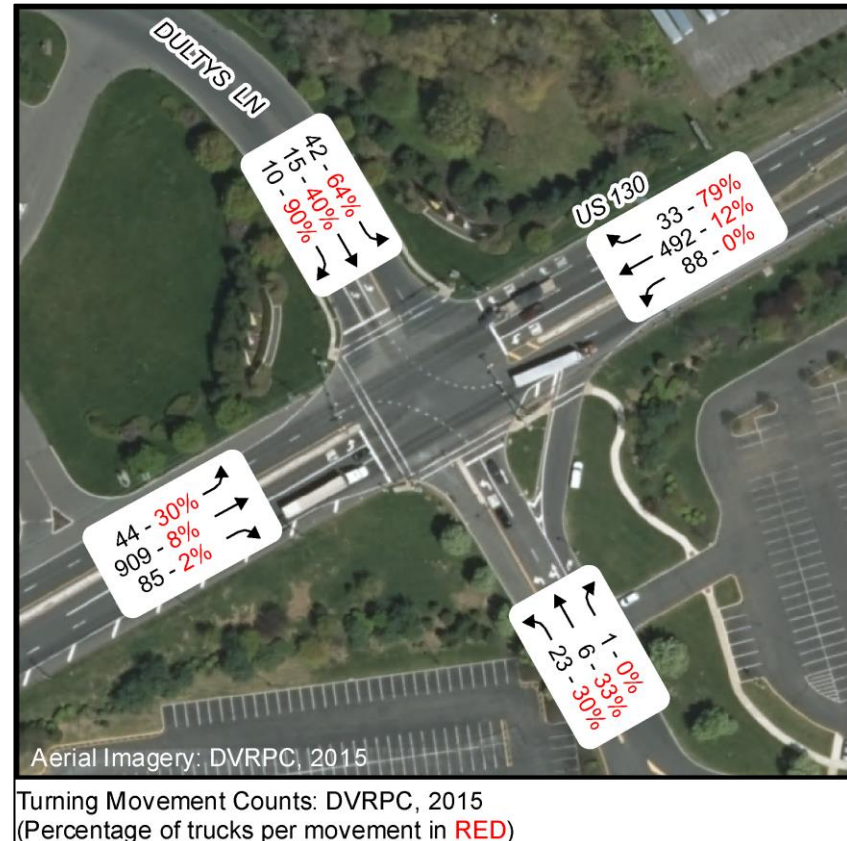 DULTYS LN
42 - 64%
15 - 40%
10 - 90%
US 130
33 - 79%
492 - 12%
88 - 0%
44 - 30%
909 - 8%
85 - 2%
1 - 0%
6 - 33%
23 - 30%
Aerial Imagery: DVRPC, 2015
Turning Movement Counts: DVRPC, 2015
(Percentage of trucks per movement in RED)